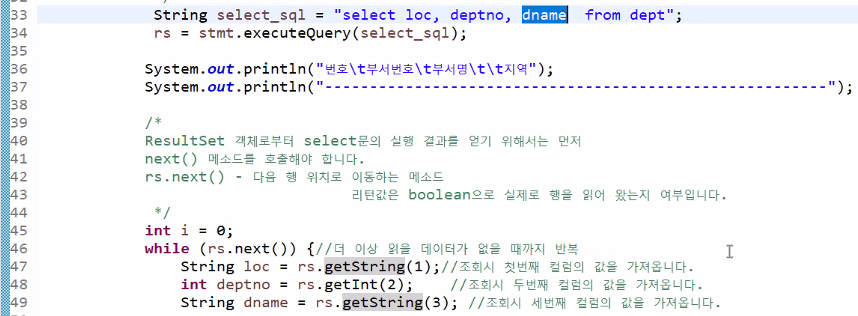 33 String select_sql = "select loc, deptno, dname  from dept";
34 rs = stmt.executeQuery(select_sql);
35
36 System.out.println("번호\t부서번호\t부서명\t\t지역");
37 System.out.println("--------------------------------------------------------");
38
39 /*
40 ResultSet 객체로부터 select문의 실행 결과를 얻기 위해서는 먼저
41 next() 메소드를 호출해야 합니다.
42 rs.next() - 다음 행 위치로 이동하는 메소드
43 리턴값은 boolean으로 실제로 행을 읽어 왔는지 여부입니다.
44 */
45 int i = 0;
46 while (rs.next()) {//더 이상 읽을 데이터가 없을 때까지 반복
47 String loc = rs.getString(1);//조회시 첫번째 컬럼의 값을 가져옵니다.
48 int deptno = rs.getInt(2);    //조회시 두번째 컬럼의 값을 가져옵니다.
49 String dname = rs.getString(3); //조회시 세번째 컬럼의 값을 가져옵니다.